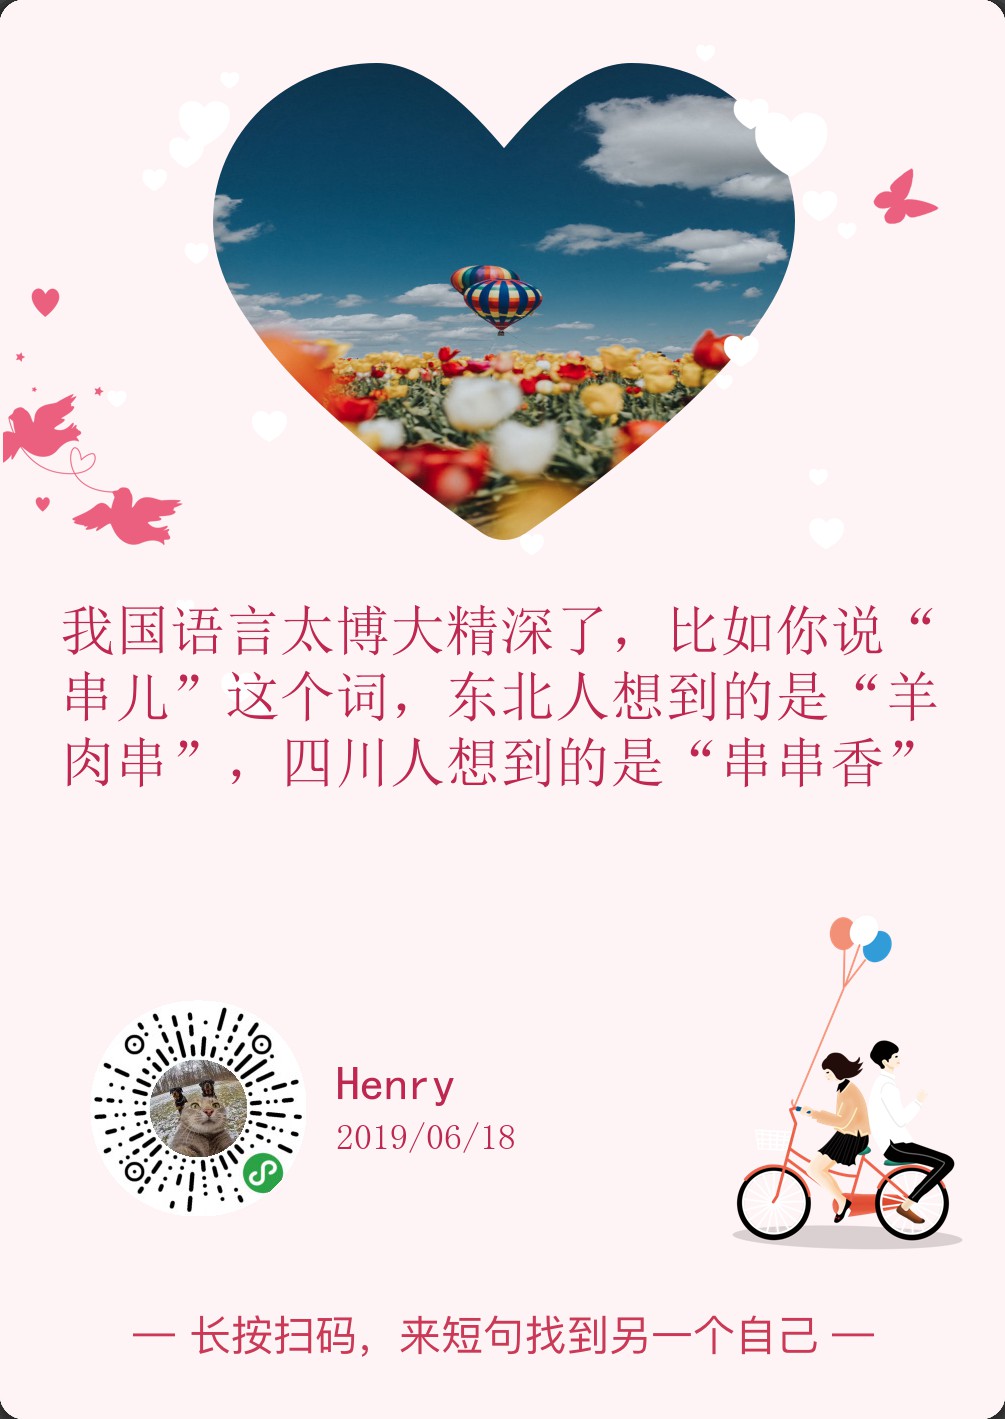 我国语言太博大精深了，比如你说“
串儿”这个词，东北人想到的是“羊
肉串”，四川人想到的是“串串香”
Henry
2019/06/18
— 长按扫码，来短句找到另一个自己 —